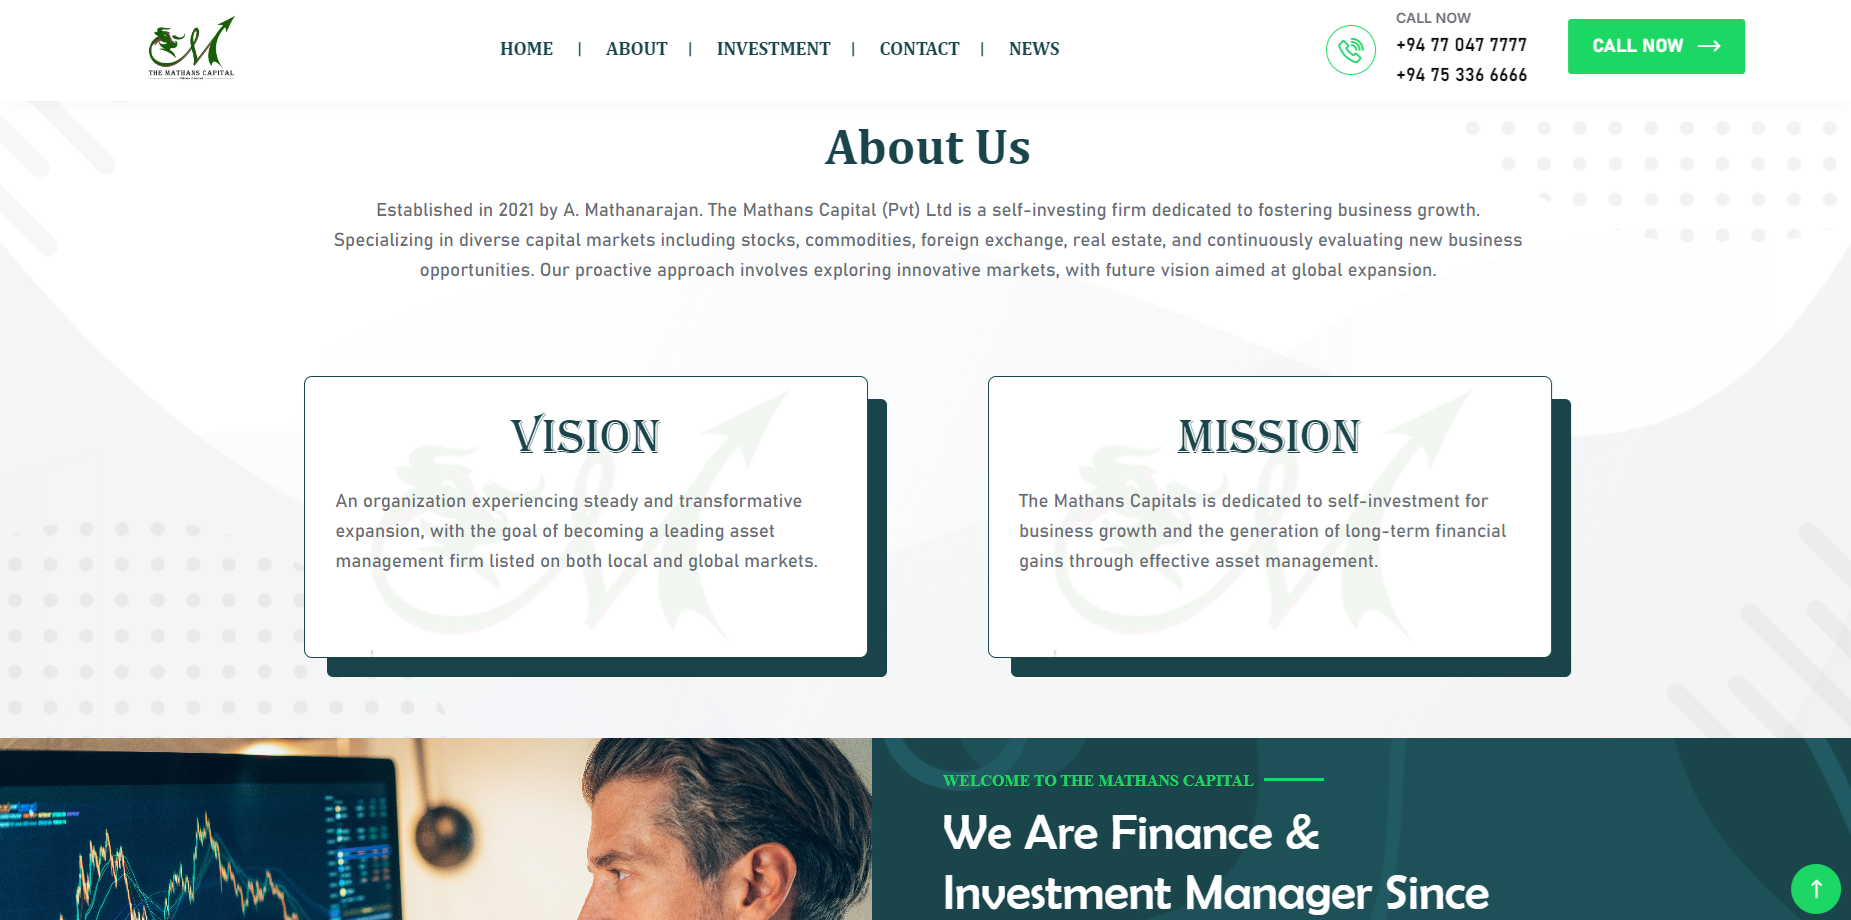 THE MATHANS CAPITAL
HOME | ABOUT | INVESTMENT | CONTACT | NEWS
CALL NOW
+94 77 047 7777
+94 75 336 6666
CALL NOW
About Us
Established in 2021 by A. Mathanarajan. The Mathans Capital (Pvt) Ltd is a self-investing firm dedicated to fostering business growth.
Specializing in diverse capital markets including stocks, commodities, foreign exchange, real estate, and continuously evaluating new business
opportunities. Our proactive approach involves exploring innovative markets, with future vision aimed at global expansion.
VISION
An organization experiencing steady and transformative
expansion, with the goal of becoming a leading asset
management firm listed on both local and global markets.
MISSION
The Mathans Capitals is dedicated to self-investment for
business growth and the generation of long-term financial
gains through effective asset management.
WELCOME TO THE MATHANS CAPITAL
We Are Finance &
Investment Manager Since